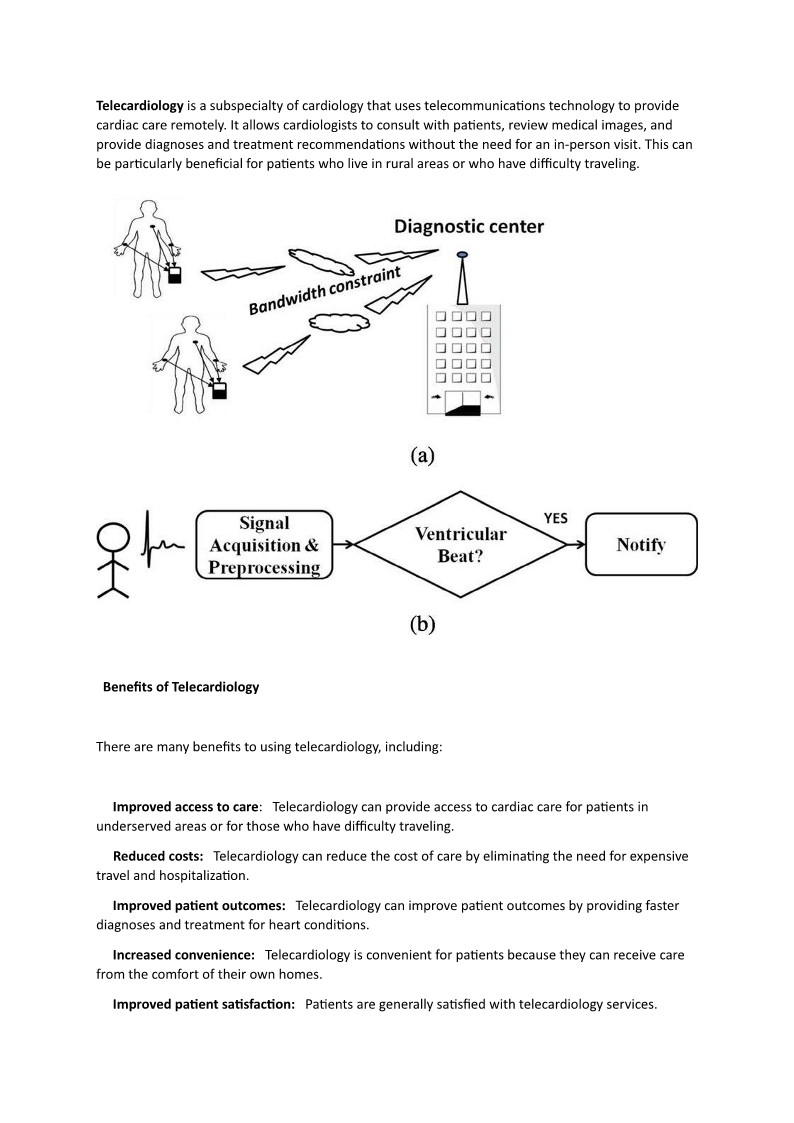 Telecardiology is a subspecialty of cardiology that uses telecommunications technology to provide
cardiac care remotely. It allows cardiologists to consult with patients, review medical images, and
provide diagnoses and treatment recommendations without the need for an in-person visit. This can
be particularly beneficial for patients who live in rural areas or who have difficulty traveling.
Diagnostic center
Bandwidth constraint
(a)
Signal
Acquisition &
Preprocessing
Ventricular
Beat?
YES
Notify
(b)
Benefits of Telecardiology
There are many benefits to using telecardiology, including:
Improved access to care: Telecardiology can provide access to cardiac care for patients in
underserved areas or for those who have difficulty traveling.
Reduced costs: Telecardiology can reduce the cost of care by eliminating the need for expensive
travel and hospitalization.
Improved patient outcomes: Telecardiology can improve patient outcomes by providing faster
diagnoses and treatment for heart conditions.
Increased convenience: Telecardiology is convenient for patients because they can receive care
from the comfort of their own homes.
Improved patient satisfaction: Patients are generally satisfied with telecardiology services.